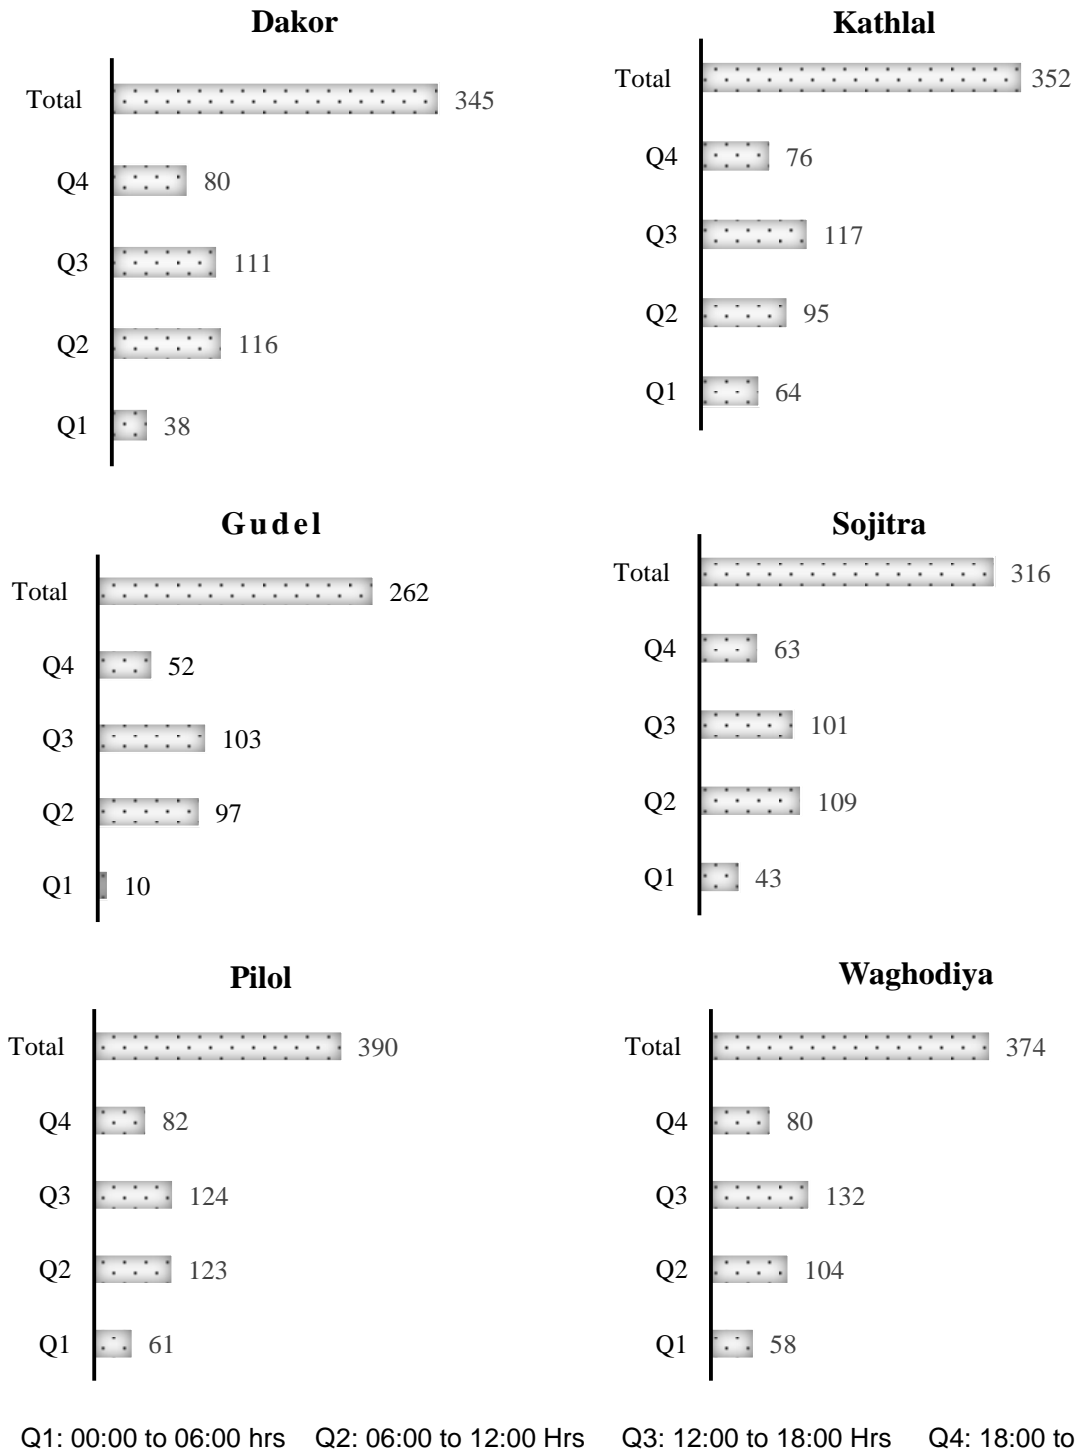 Dakor
Total 345
Q4 80
Q3 111
Q2 116
Q1 38
Kathlal
Total 352
Q4 76
Q3 117
Q2 95
Q1 64
Gudel
Total 262
Q4 52
Q3 103
Q2 97
Q1 10
Sojitra
Total 316
Q4 63
Q3 101
Q2 109
Q1 43
Pilol
Total 390
Q4 82
Q3 124
Q2 123
Q1 61
Waghodiya
Total 374
Q4 80
Q3 132
Q2 104
Q1 58
Q1: 00:00 to 06:00 hrs Q2: 06:00 to 12:00 Hrs Q3: 12:00 to 18:00 Hrs Q4: 18:00 to